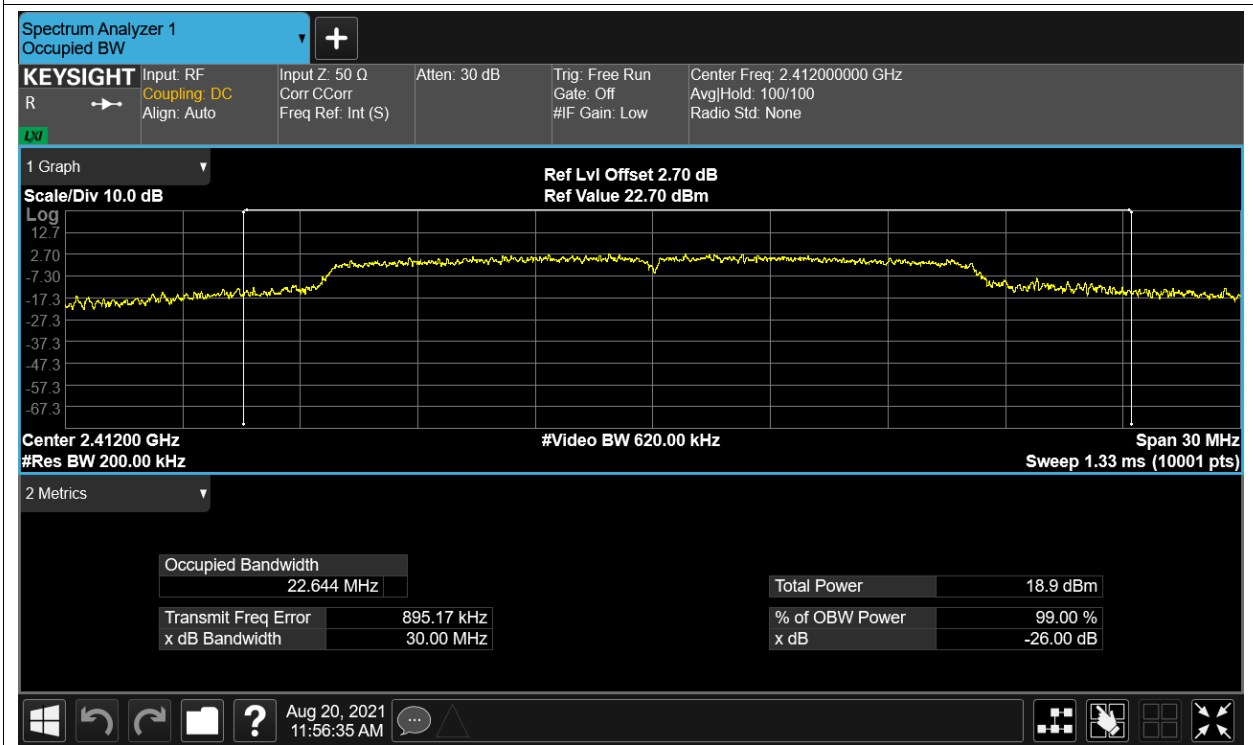 Spectrum Analyzer 1
Occupied BW
KEYSIGHT
R
LXI
Input: RF
Coupling: DC
Align: Auto
Input Z: 50 Ω
Corr CCorr
Freq Ref: Int (S)
Atten: 30 dB
Trig: Free Run
Gate: Off
#IF Gain: Low
Center Freq: 2.412000000 GHz
Avg|Hold: 100/100
Radio Std: None
1 Graph
Scale/Div 10.0 dB
Ref Lvl Offset 2.70 dB
Ref Value 22.70 dBm
Log
12.7
2.70
-7.30
-17.3
-27.3
-37.3
-47.3
-57.3
-67.3
Center 2.41200 GHz
#Video BW 620.00 kHz
Span 30 MHz
#Res BW 200.00 kHz
Sweep 1.33 ms (10001 pts)
2 Metrics
Occupied Bandwidth
22.644 MHz
Total Power 18.9 dBm
Transmit Freq Error 895.17 kHz
% of OBW Power 99.00 %
x dB Bandwidth 30.00 MHz
x dB -26.00 dB
?
Aug 20, 2021
11:56:35 AM